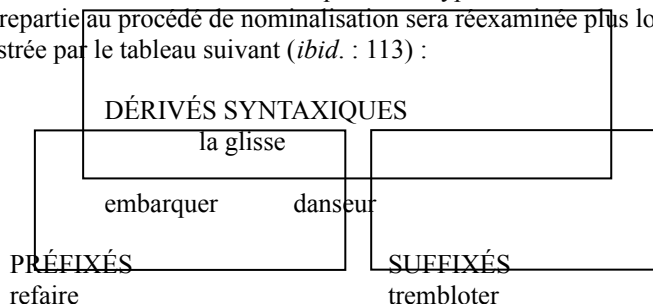 repartie au procédé de nominalisation sera réexaminée plus lo
strée par le tableau suivant (ibid. : 113) :
DÉRIVÉS SYNTAXIQUES
la glisse
embarquer danseur
PRÉFIXÉS SUFFIXÉS
refaire trembloter